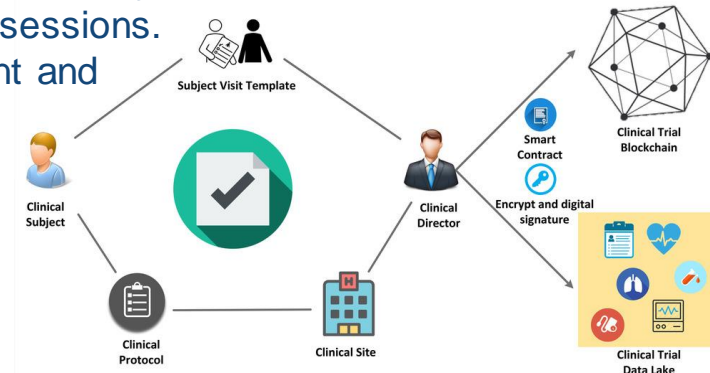 sessions.
nt and
Subject Visit Template
Clinical
Subject
Clinical
Director
Smart
Contract
Encrypt and digital
signature
Clinical Trial
Blockchain
Clinical
Protocol
Clinical Site
H
Clinical Trial
Data Lake